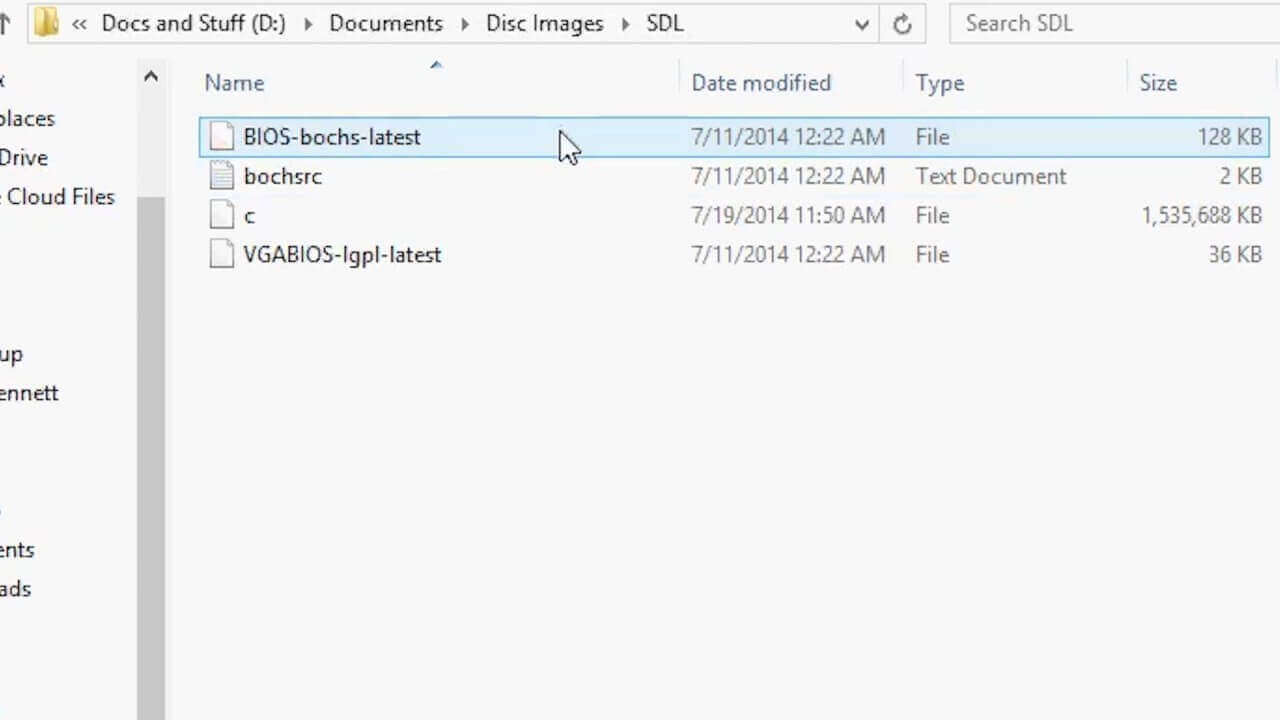 « Docs and Stuff (D:) Documents Disc Images SDL Search SDL
Name Date modified Type Size
BIOS-bochs-latest 7/11/2014 12:22 AM File 128 KB
bochsrc 7/11/2014 12:22 AM Text Document 2 KB
c 7/19/2014 11:50 AM File 1,535,688 KB
VGABIOS-lgpl-latest 7/11/2014 12:22 AM File 36 KB
x
places
Drive
Cloud Files
up
ennett
ents
ads